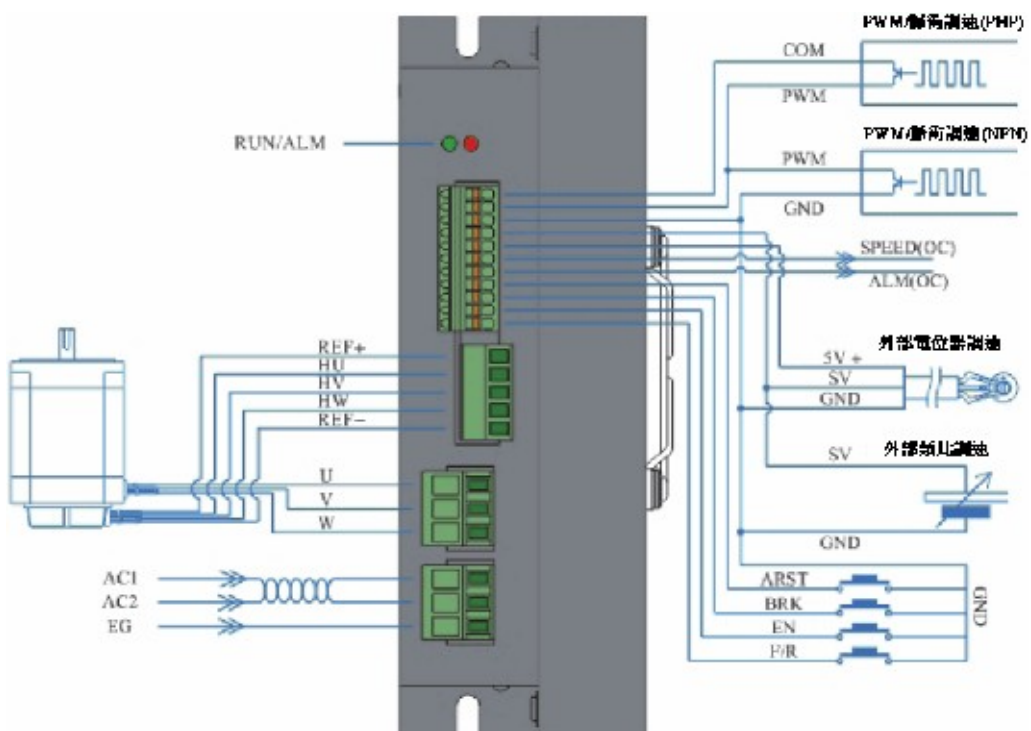 PWM/脈衝調速(PHP)
COM
PWM
PWM/脈衝調速(NPN)
PWM
GND
RUN/ALM
SPEED(OC)
ALM(OC)
外部電位器調速
5V +
SV
GND
REF+
HU
HV
HW
REF-
外部類比調速
SV
GND
U
V
W
AC1
AC2
EG
ARST
BRK
EN
F/R
GND